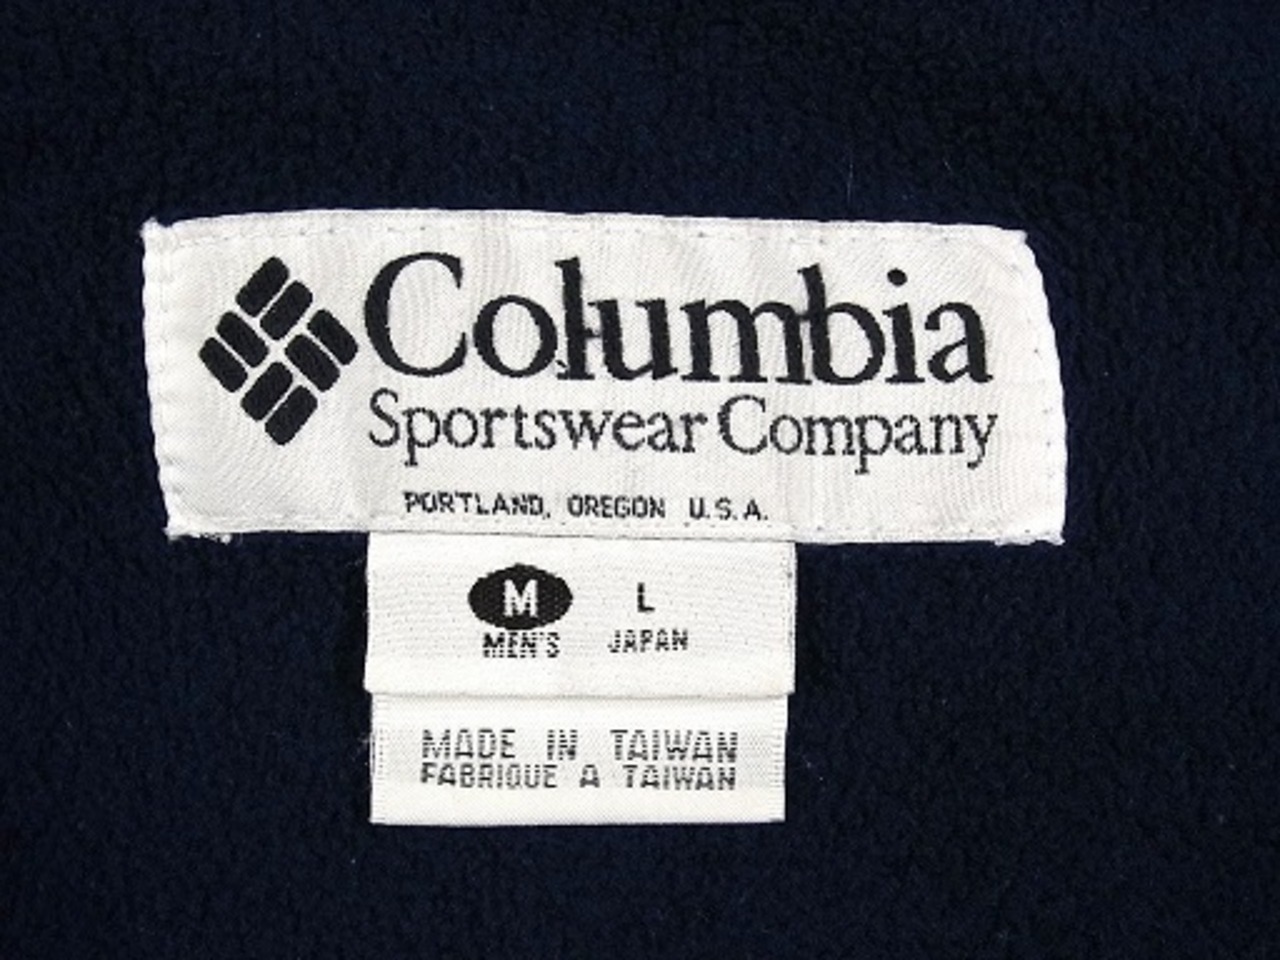 Columbia
Sportswear Company
PORTLAND, OREGON U.S.A.
M L
MEN'S JAPAN
MADE IN TAIWAN
FABRIQUE A TAIWAN